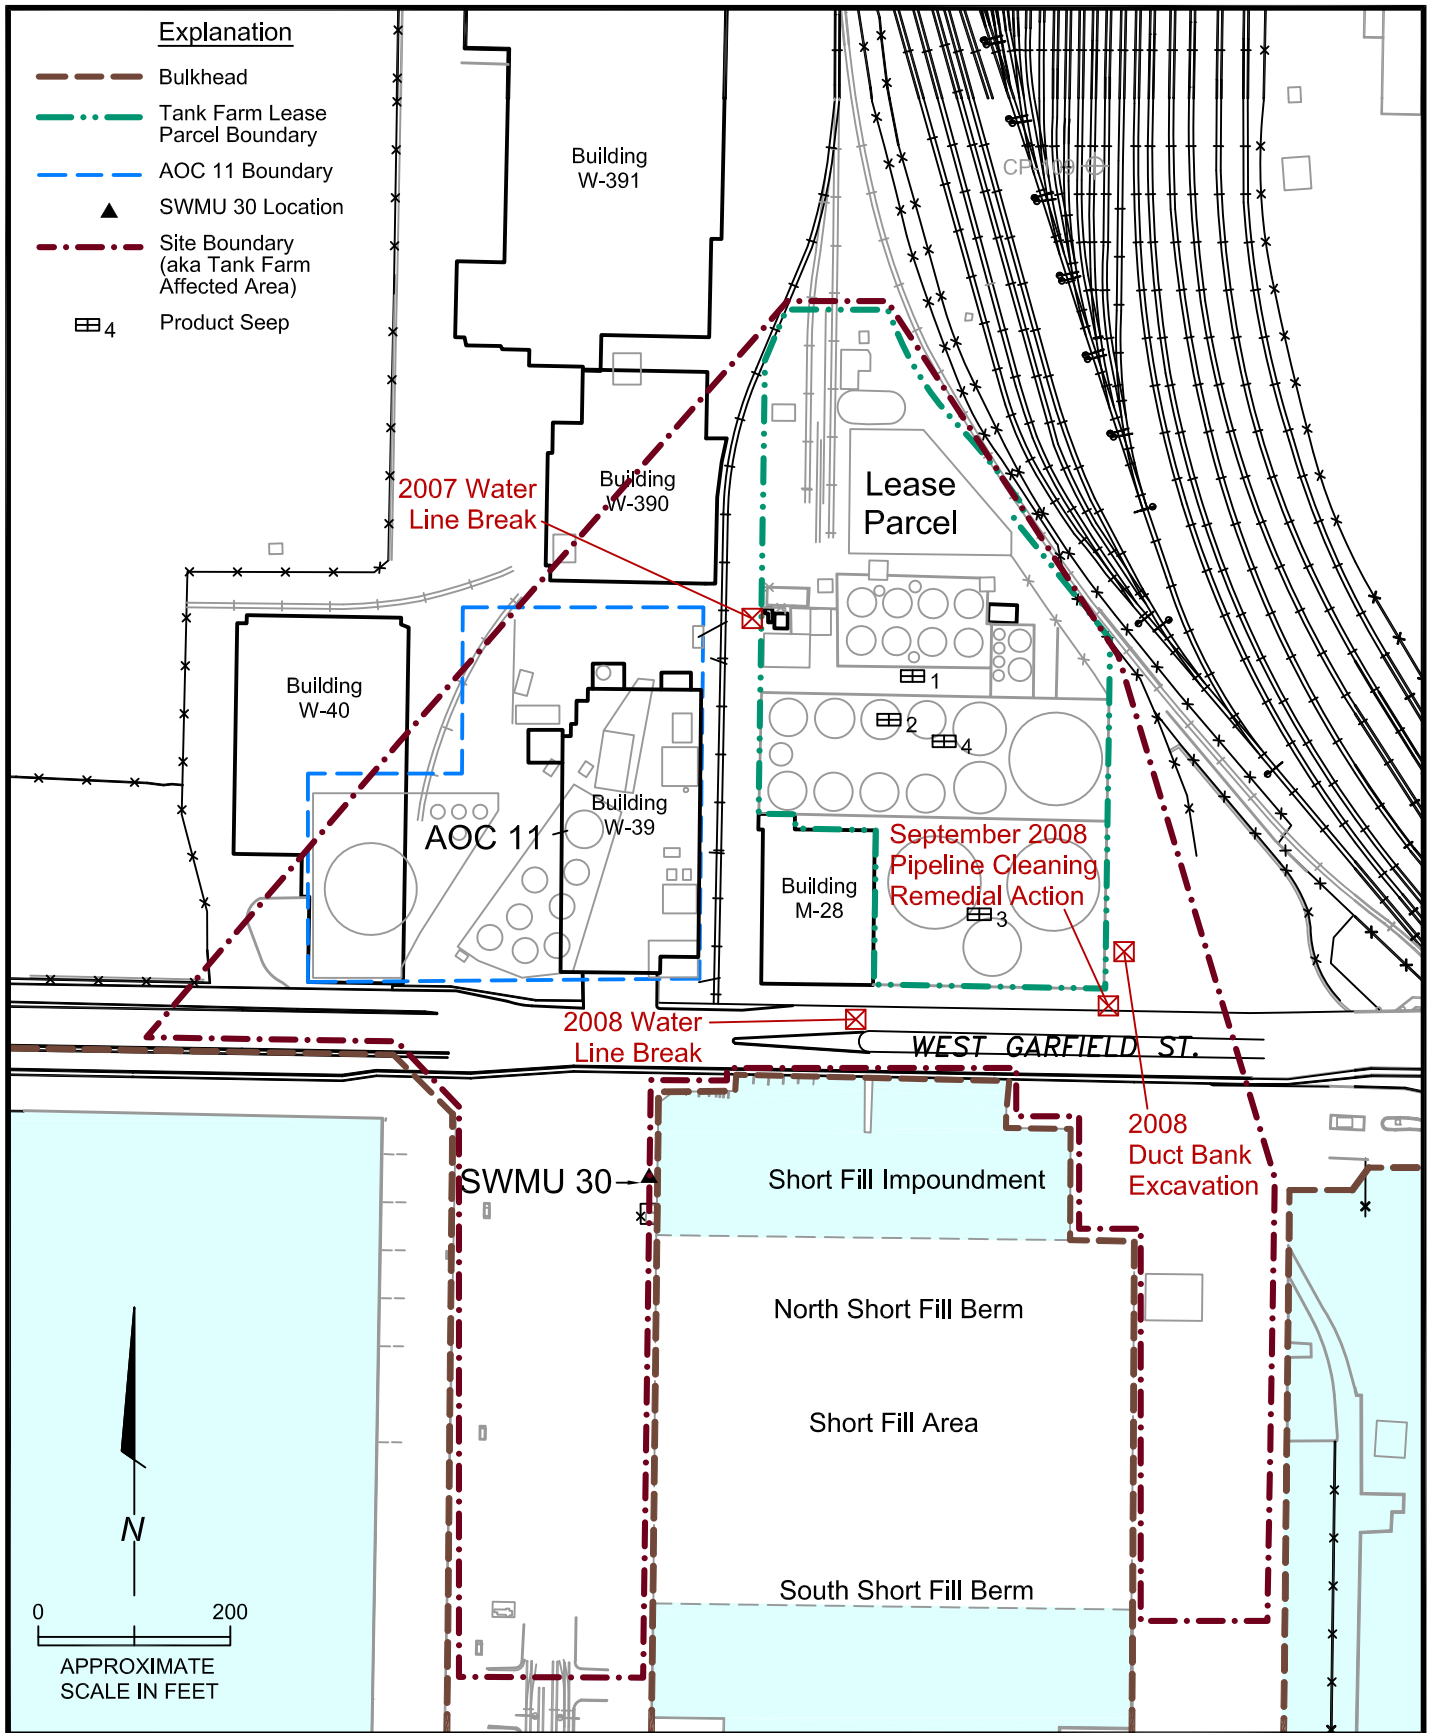 Explanation
Bulkhead
Tank Farm Lease
Parcel Boundary
AOC 11 Boundary
SWMU 30 Location
Site Boundary
(aka Tank Farm
Affected Area)
4
Product Seep
Building
W-391
CP-109
Building
W-390
2007 Water
Line Break
Lease
Parcel
Building
W-40
1
2
4
AOC 11
Building
W-39
September 2008
Pipeline Cleaning
Remedial Action
Building
M-28
3
2008 Water
Line Break
WEST GARFIELD ST.
2008
Duct Bank
Excavation
SWMU 30
Short Fill Impoundment
North Short Fill Berm
Short Fill Area
South Short Fill Berm
N
0 200
APPROXIMATE
SCALE IN FEET